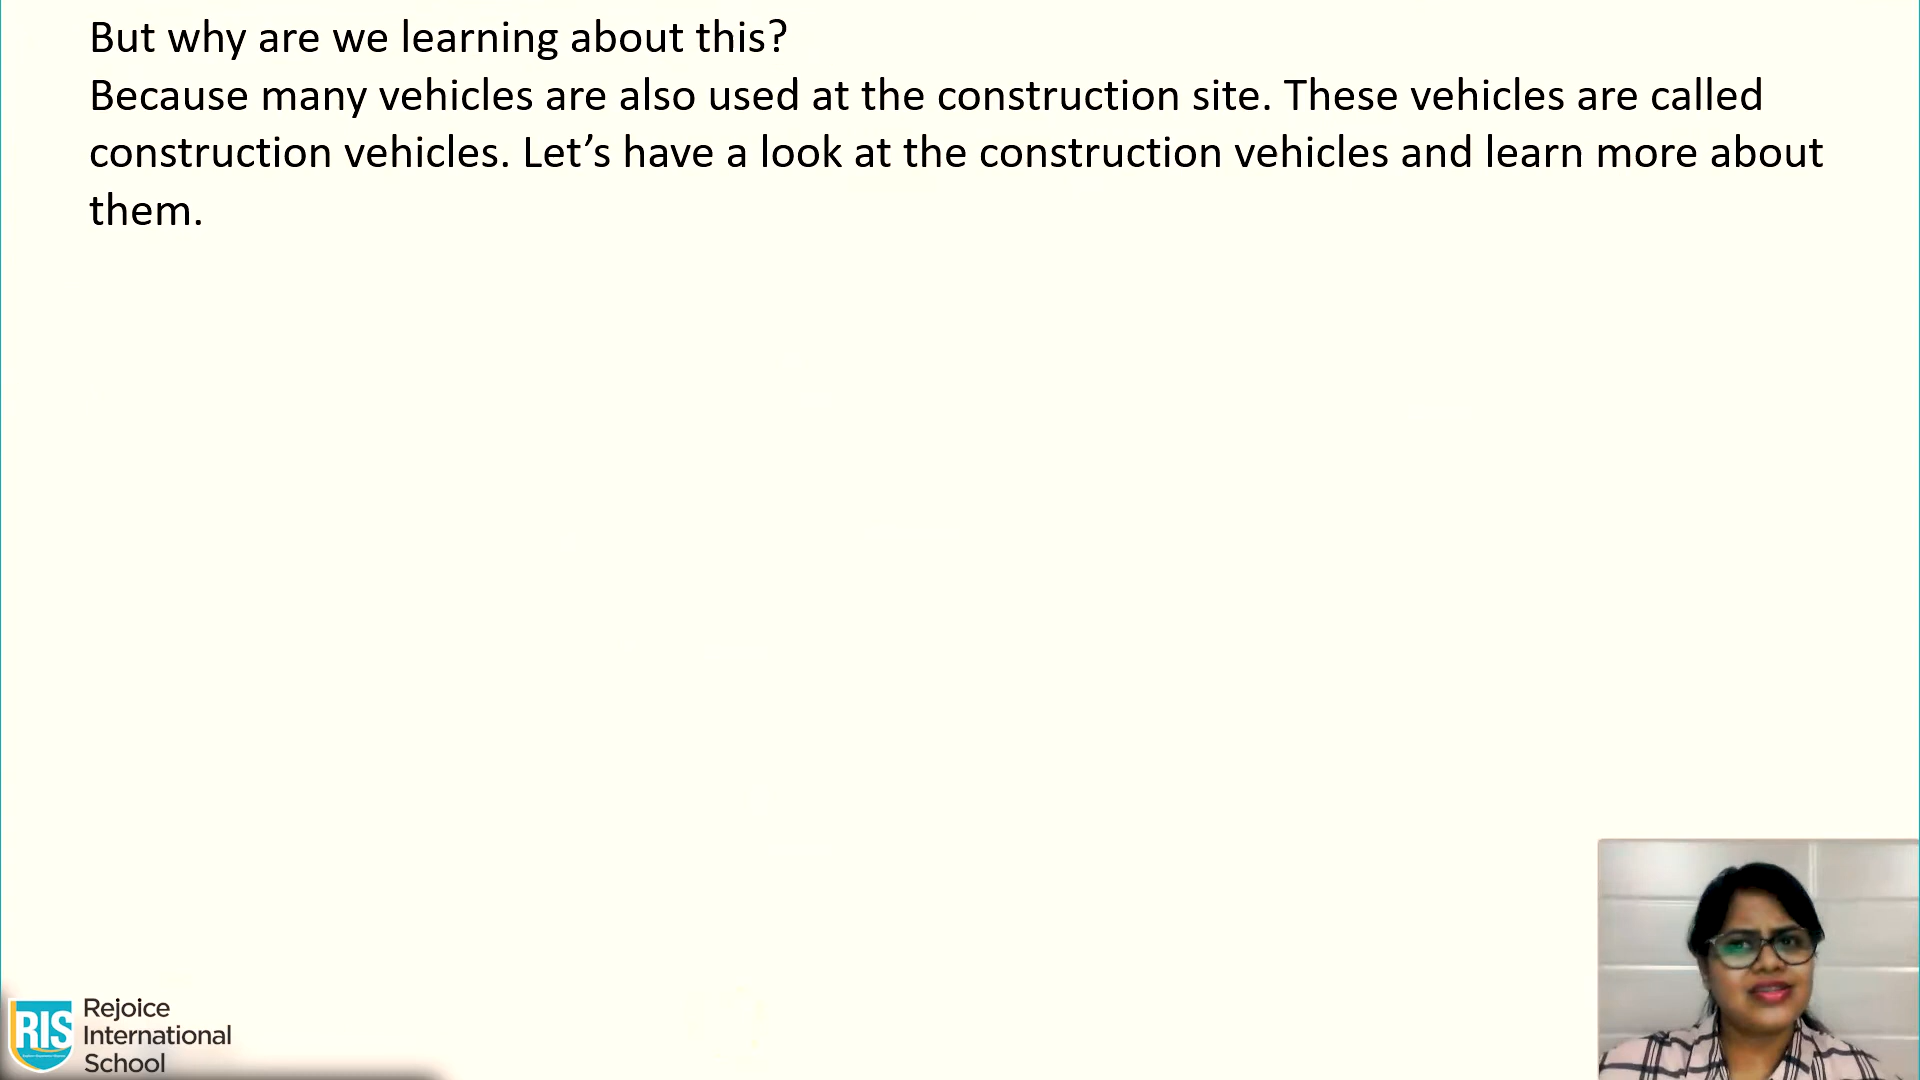 But why are we learning about this?
Because many vehicles are also used at the construction site. These vehicles are called
construction vehicles. Let’s have a look at the construction vehicles and learn more about
them.
RIS
Rejoice
International
School